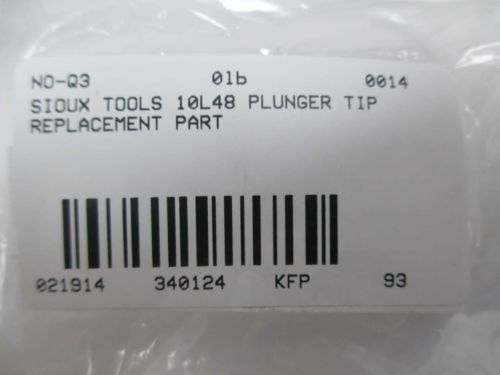 NO-Q3 0lb 0014
SIOUX TOOLS 10L48 PLUNGER TIP
REPLACEMENT PART
021914 340124 KFP 93